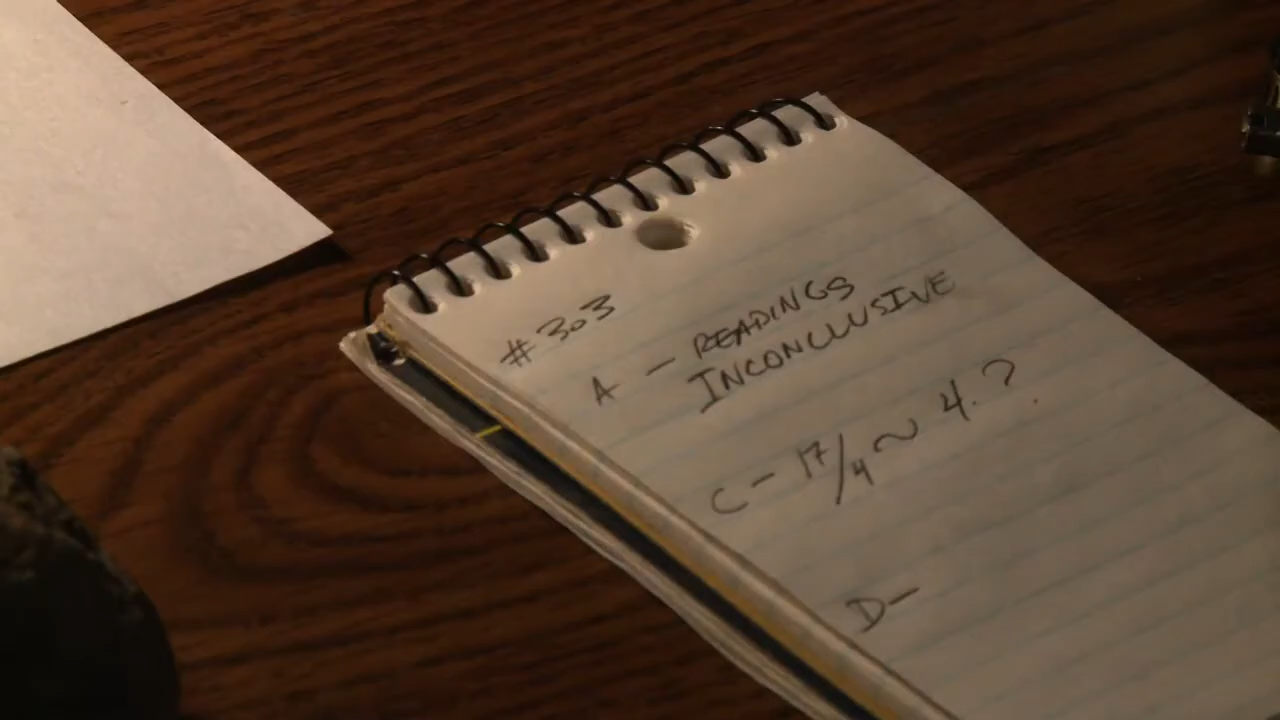 #303
A - READINGS
INCONCLUSIVE
C - 17/4 ~ 4.?
D-